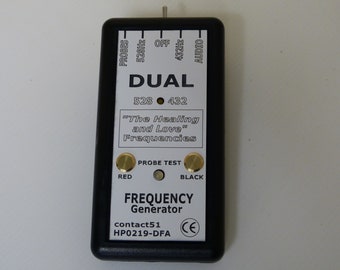 PROBES 528Hz OFF 432Hz AUDIO
DUAL
528 432
"The Healing
and Love"
Frequencies
PROBE TEST
RED BLACK
FREQUENCY
Generator
contact51
HP0219-DFA
CE